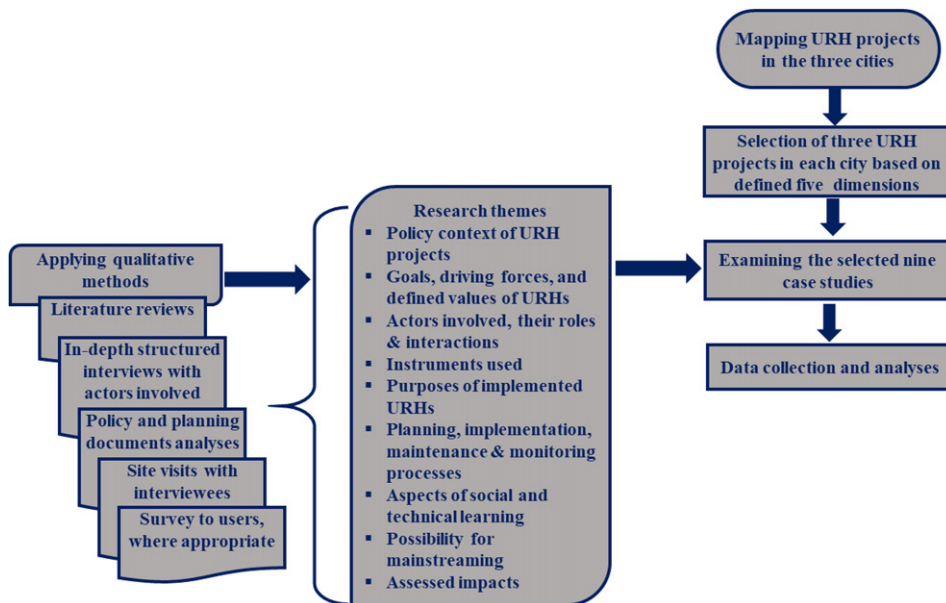 Applying qualitative
methods
Literature reviews
In-depth structured
interviews with
actors involved
Policy and planning
documents analyses
Site visits with
interviewees
Survey to users,
where appropriate
Research themes
▪ Policy context of URH
projects
▪ Goals, driving forces, and
defined values of URHs
▪ Actors involved, their roles
& interactions
▪ Instruments used
▪ Purposes of implemented
URHs
▪ Planning, implementation,
maintenance & monitoring
processes
▪ Aspects of social and
technical learning
▪ Possibility for
mainstreaming
▪ Assessed impacts
Mapping URH projects
in the three cities
Selection of three URH
projects in each city based on
defined five dimensions
Examining the selected nine
case studies
Data collection and analyses